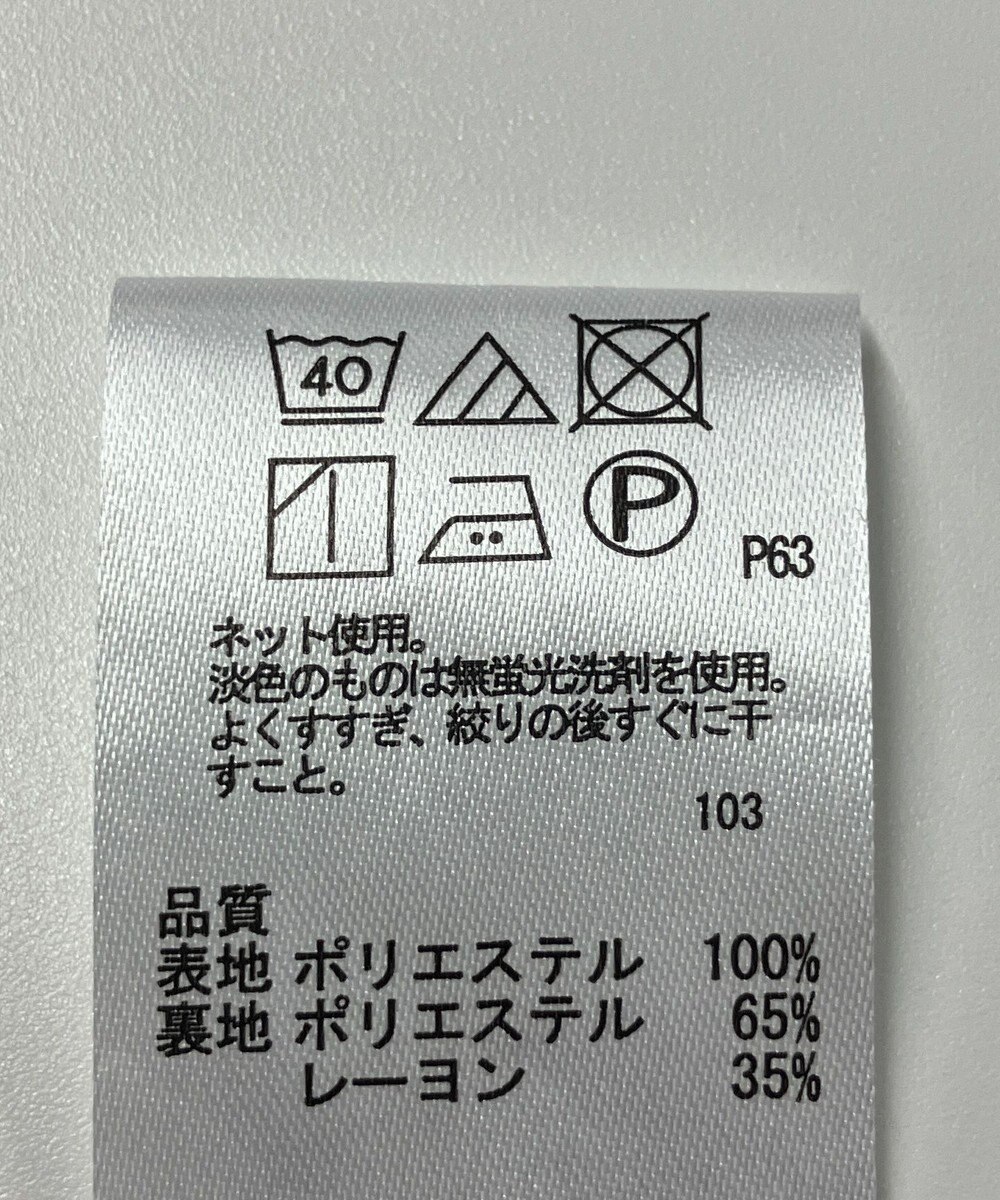 40
P
P63
ネット使用。
淡色のものは無蛍光洗剤を使用。
よくすすぎ、絞りの後すぐに干
すこと。
103
品質
表地 ポリエステル 100%
裏地 ポリエステル 65%
レーヨン 35%